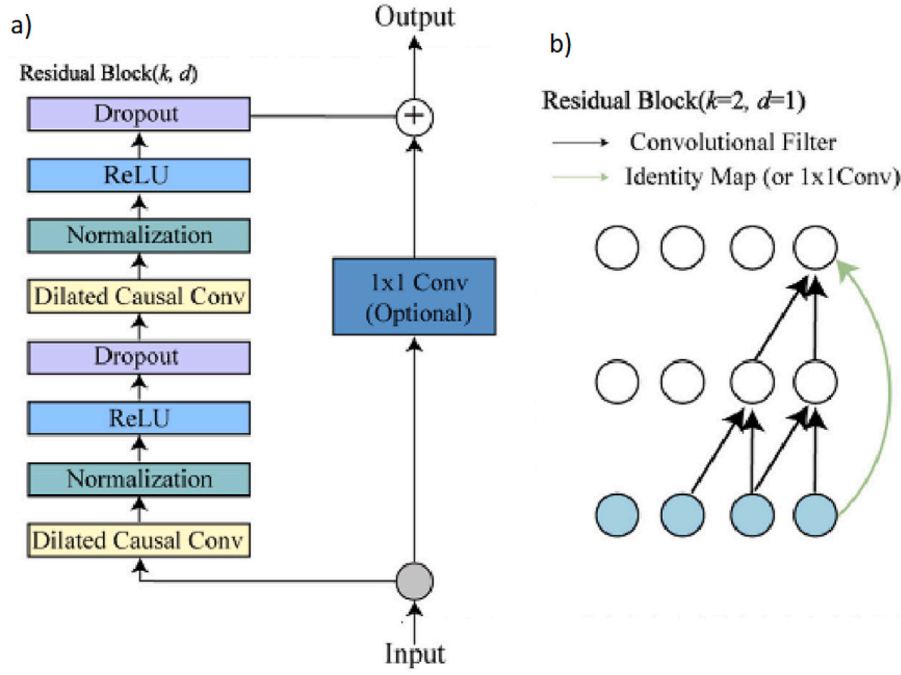 a)
Output
Residual Block(k, d)
Dropout
+
ReLU
Normalization
Dilated Causal Conv
Dropout
ReLU
Normalization
Dilated Causal Conv
1x1 Conv
(Optional)
Input
b)
Residual Block(k=2, d=1)
Convolutional Filter
Identity Map (or 1x1Conv)